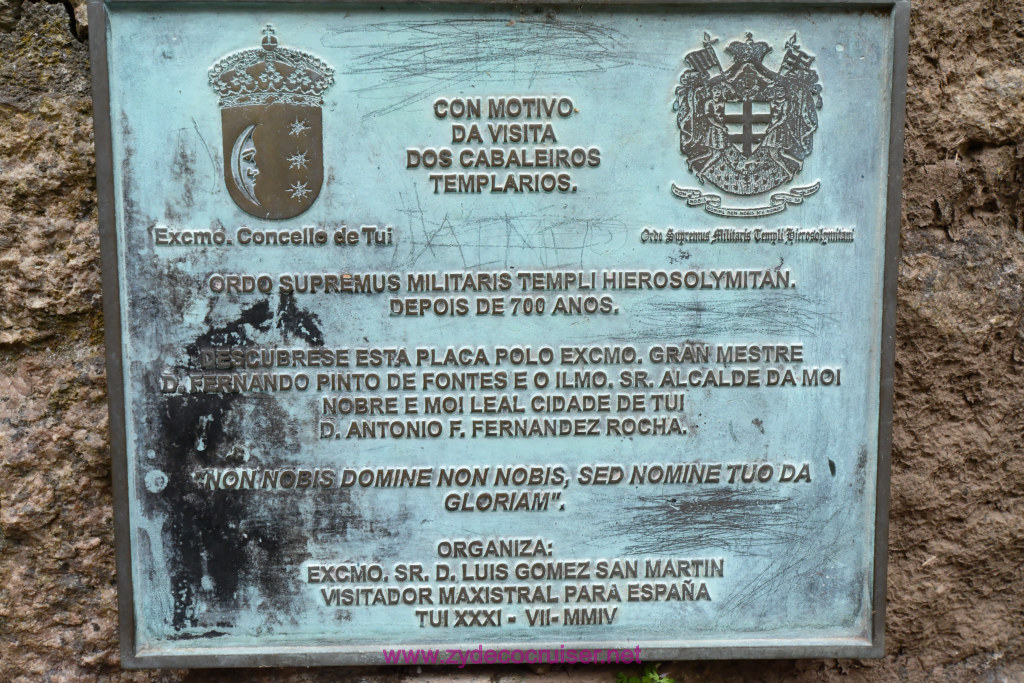 CON MOTIVO
DA VISITA
DOS CABALEIROS
TEMPLARIOS.
Excmo. Concello de Tui
Ordo Supremus Militaris Templi Hierosolymitani
ORDO SUPREMUS MILITARIS TEMPLI HIEROSOLYMITAN.
DEPOIS DE 700 ANOS.
DESCUBRESE ESTA PLACA POLO EXCMO. GRAN MESTRE
D. FERNANDO PINTO DE FONTES E O ILMO. SR. ALCALDE DA MOI
NOBRE E MOI LEAL CIDADE DE TUI
D. ANTONIO F. FERNANDEZ ROCHA.
"NON NOBIS DOMINE NON NOBIS, SED NOMINE TUO DA
GLORIAM".
ORGANIZA:
EXCMO. SR. D. LUIS GOMEZ SAN MARTIN
VISITADOR MAXISTRAL PARA ESPAÑA
TUI XXXI - VII- MMIV
www.zydecocruiser.net